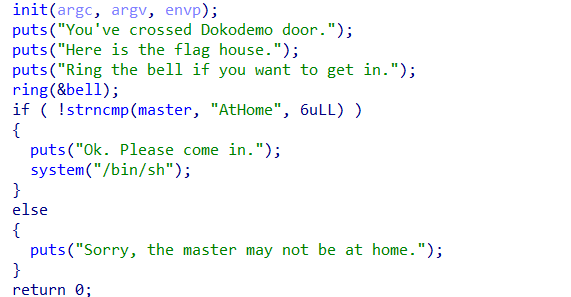 init(argc, argv, envp);
puts("You've crossed Dokodemo door.");
puts("Here is the flag house.");
puts("Ring the bell if you want to get in.");
ring(&bell);
if ( !strncmp(master, "AtHome", 6uLL) )
{
  puts("Ok. Please come in.");
  system("/bin/sh");
}
else
{
  puts("Sorry, the master may not be at home.");
}
return 0;